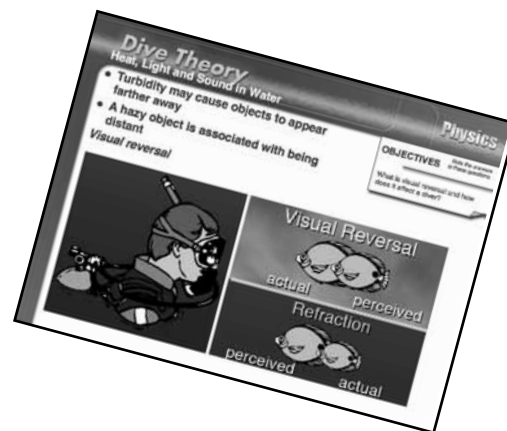 Dive Theory
Heat, Light and Sound in Water
Physics
• Turbidity may cause objects to appear
farther away
• A hazy object is associated with being
distant
Visual reversal
OBJECTIVES
What is visual reversal and how
does it affect a diver?
Visual Reversal
actual
perceived
Refraction
perceived
actual